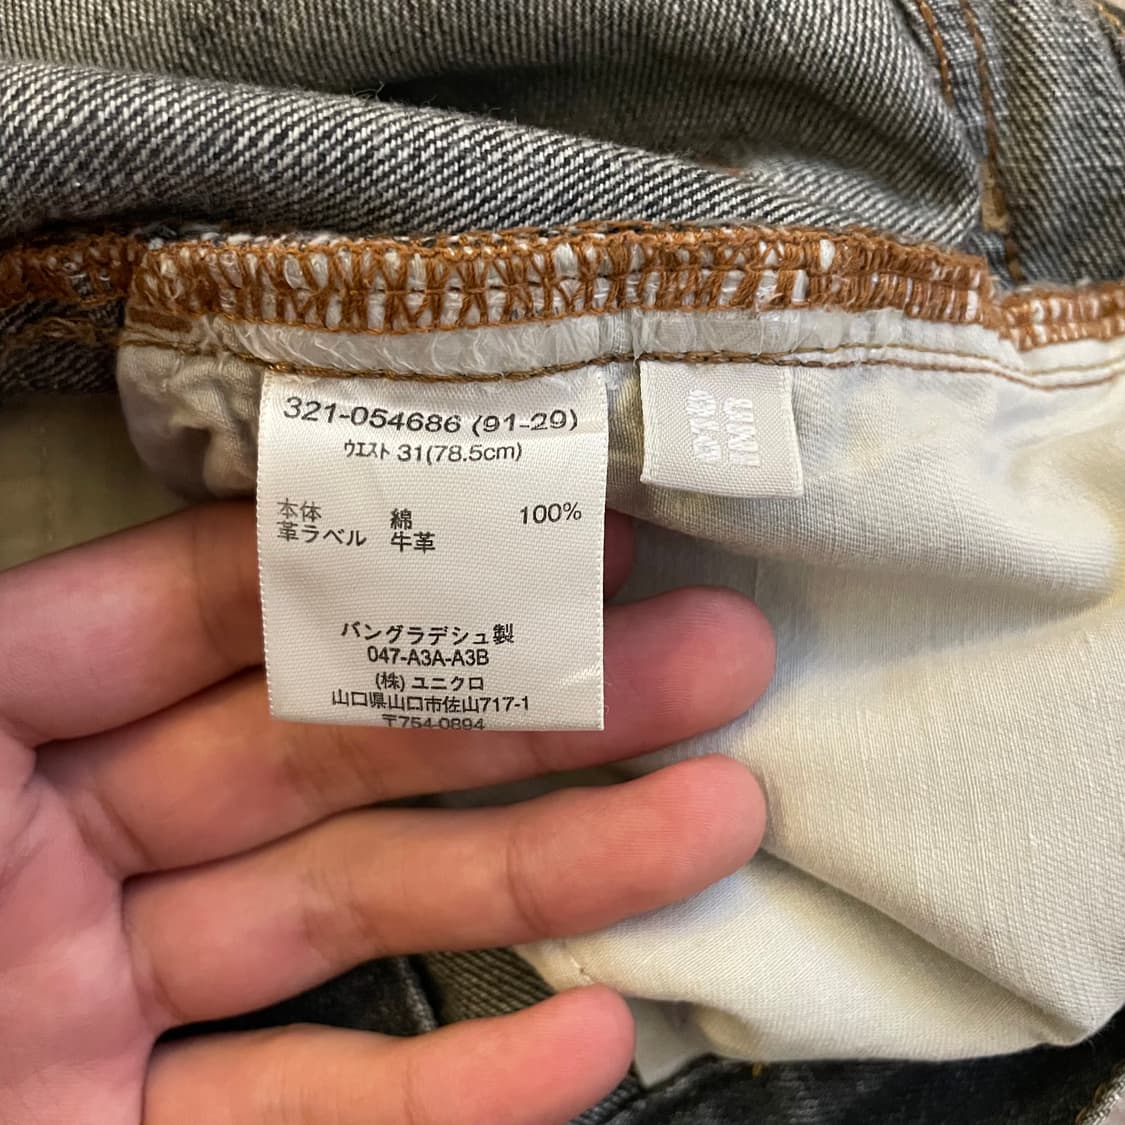 321-054686 (91-29)
ウエスト 31(78.5cm)
本体 綿 100%
革ラベル 牛革
バングラデシュ製
047-A3A-A3B
(株) ユニクロ
山口県山口市佐山717-1
〒754-0894